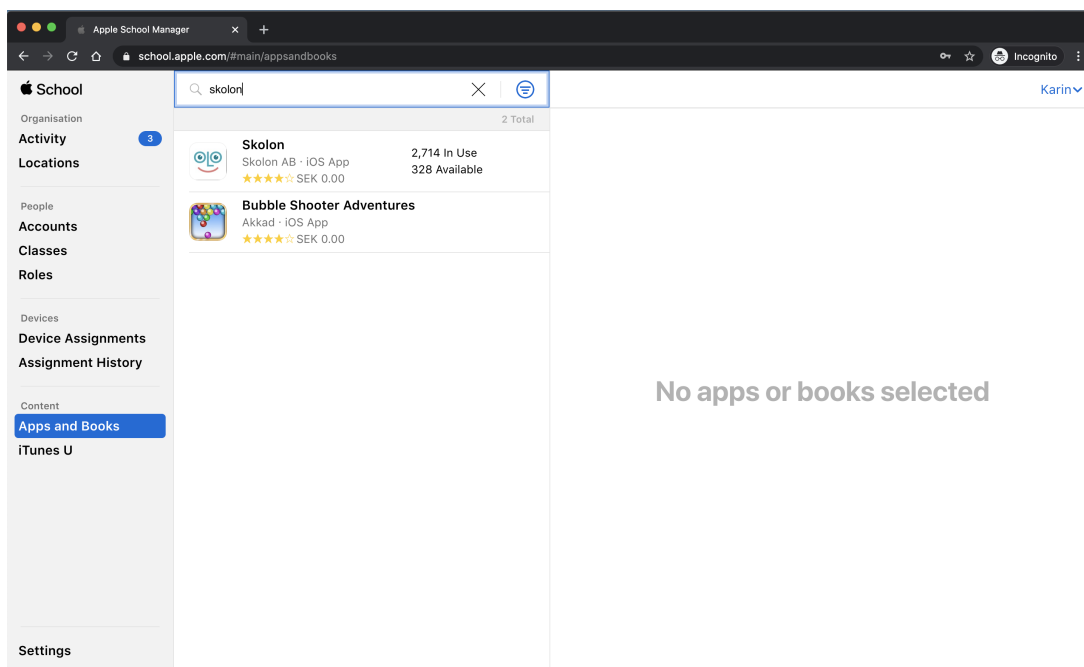 Apple School Manager
school.apple.com/#main/appsandbooks
Incognito
School
skolon
Karin
Organisation
2 Total
Activity 3
Locations
Skolon
Skolon AB · iOS App
SEK 0.00
2,714 In Use
328 Available
People
Accounts
Classes
Roles
Bubble Shooter Adventures
Akkad · iOS App
SEK 0.00
Devices
Device Assignments
Assignment History
Content
Apps and Books
iTunes U
No apps or books selected
Settings